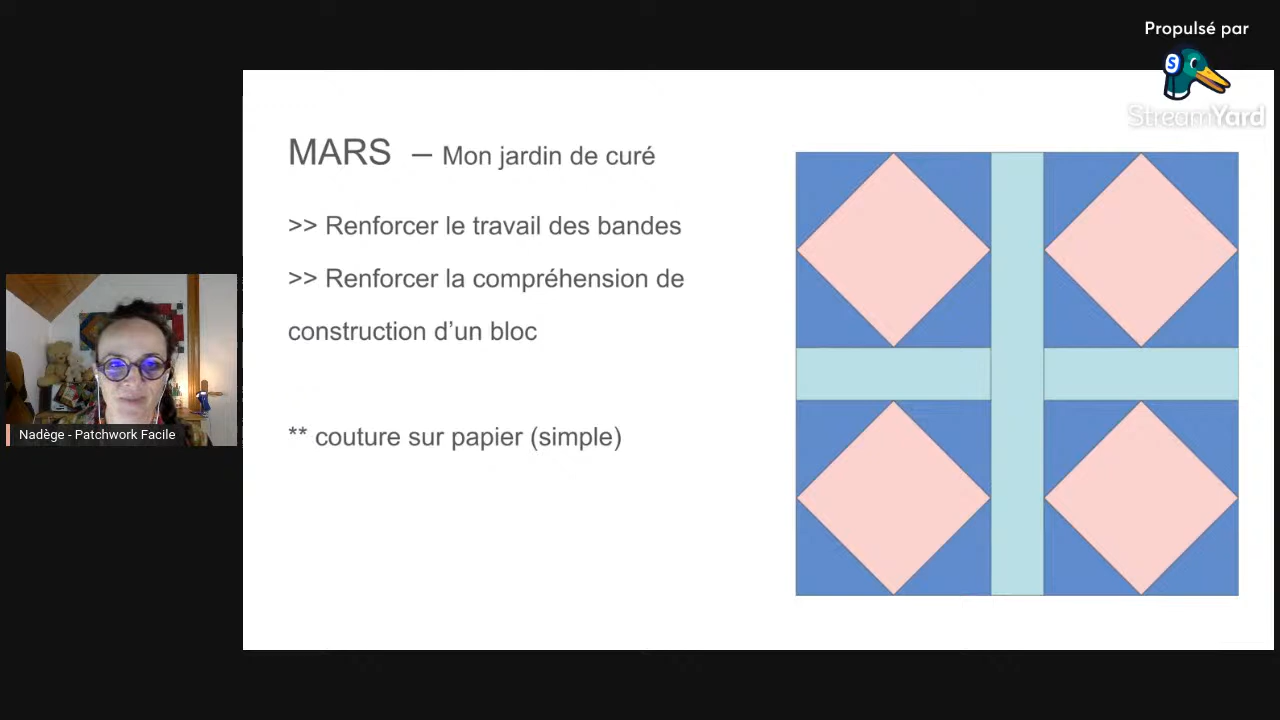 Propulsé par
StreamYard
MARS – Mon jardin de curé
>> Renforcer le travail des bandes
>> Renforcer la compréhension de
construction d’un bloc
** couture sur papier (simple)
Nadège - Patchwork Facile